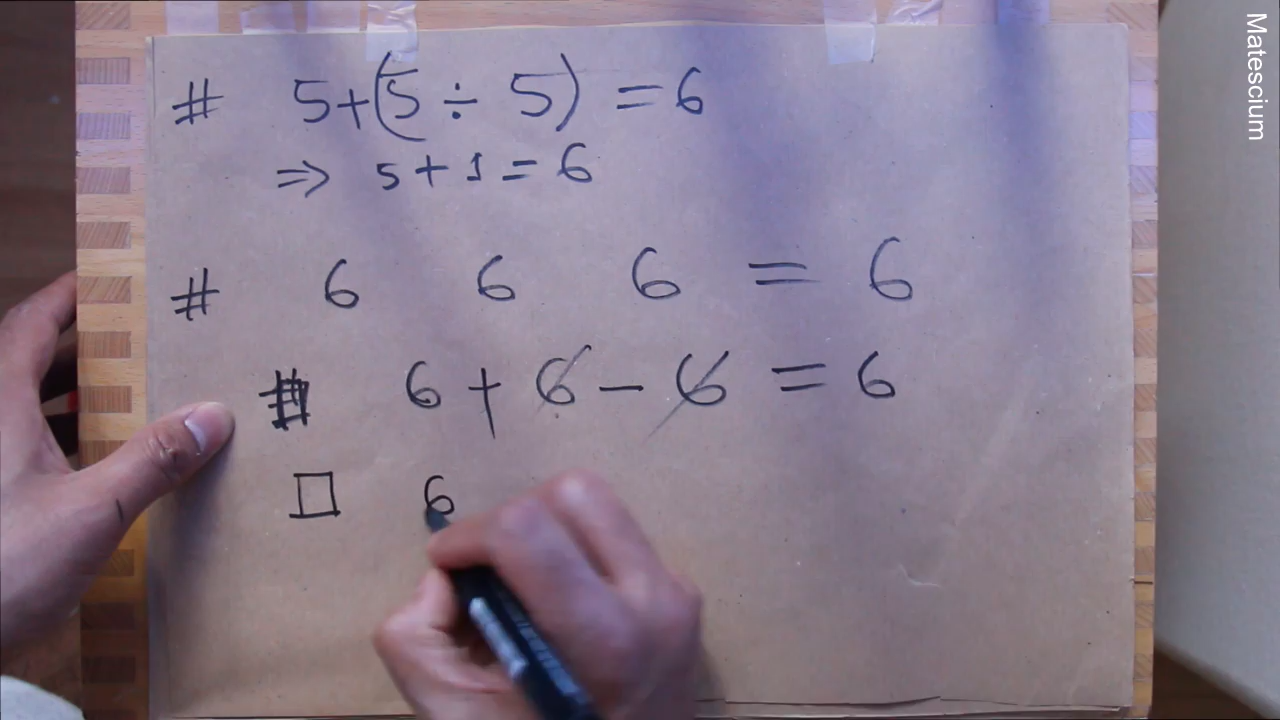 # 5+(5 ÷ 5) = 6
⇒ 5 + 1 = 6
# 6 6 6 = 6
# 6 + 6 − 6 = 6
□ 6
Matescium